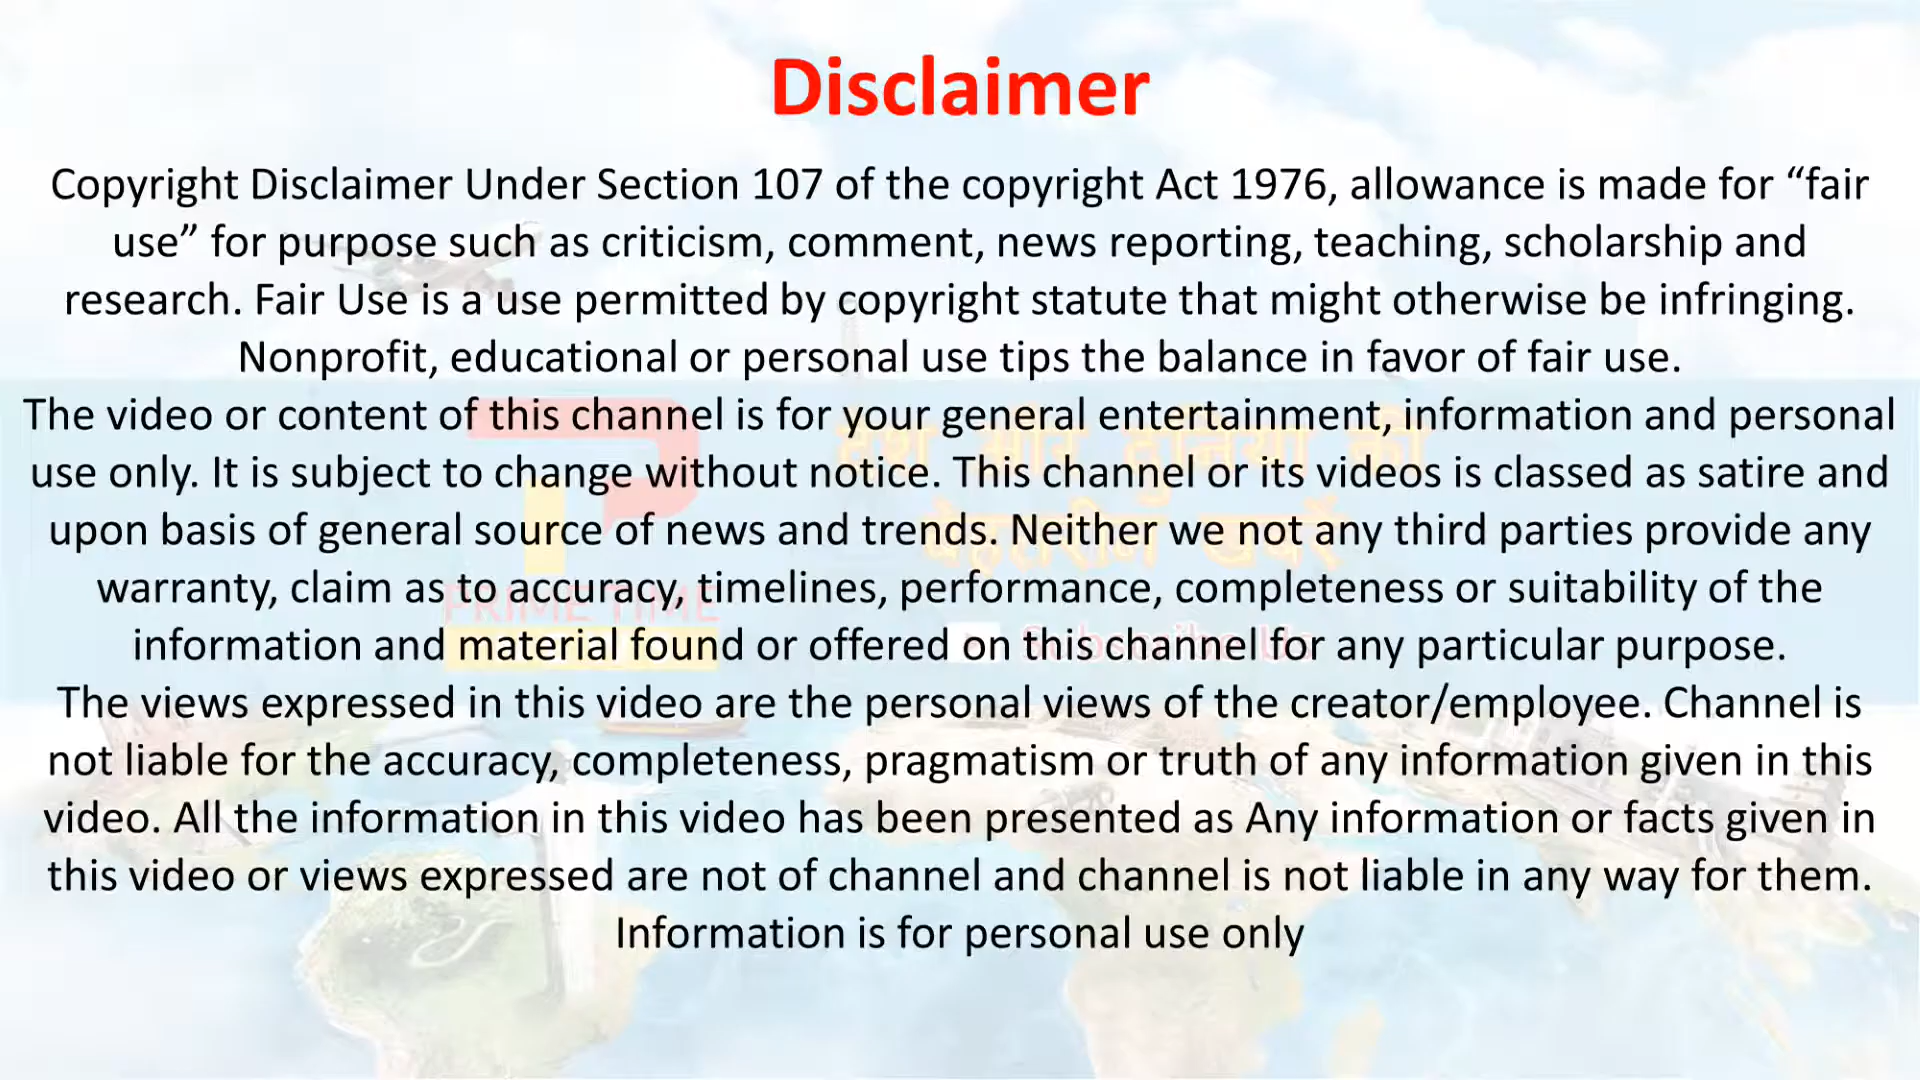 Disclaimer
Copyright Disclaimer Under Section 107 of the copyright Act 1976, allowance is made for “fair
use” for purpose such as criticism, comment, news reporting, teaching, scholarship and
research. Fair Use is a use permitted by copyright statute that might otherwise be infringing.
Nonprofit, educational or personal use tips the balance in favor of fair use.
The video or content of this channel is for your general entertainment, information and personal
use only. It is subject to change without notice. This channel or its videos is classed as satire and
upon basis of general source of news and trends. Neither we not any third parties provide any
warranty, claim as to accuracy, timelines, performance, completeness or suitability of the
information and material found or offered on this channel for any particular purpose.
The views expressed in this video are the personal views of the creator/employee. Channel is
not liable for the accuracy, completeness, pragmatism or truth of any information given in this
video. All the information in this video has been presented as Any information or facts given in
this video or views expressed are not of channel and channel is not liable in any way for them.
Information is for personal use only
देश और दुनिया की
बेहतरीन खबरें
PRIME TIME
Subscribe Us